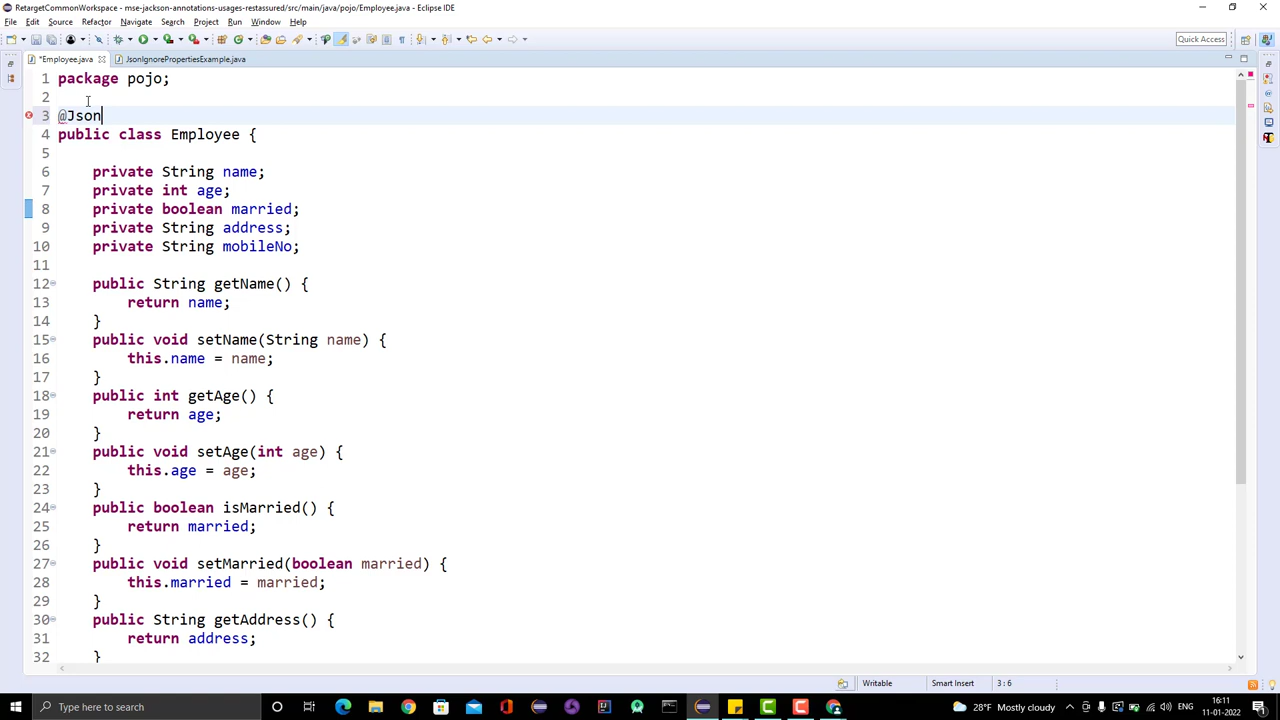 RetargetCommonWorkspace - mse-jackson-annotations-usages-restassured/src/main/java/pojo/Employee.java - Eclipse IDE
File Edit Source Refactor Navigate Search Project Run Window Help
Quick Access
*Employee.java JsonIgnorePropertiesExample.java
1 package pojo;
2
3 @Json
4 public class Employee {
5
6 private String name;
7 private int age;
8 private boolean married;
9 private String address;
10 private String mobileNo;
11
12 public String getName() {
13 return name;
14 }
15 public void setName(String name) {
16 this.name = name;
17 }
18 public int getAge() {
19 return age;
20 }
21 public void setAge(int age) {
22 this.age = age;
23 }
24 public boolean isMarried() {
25 return married;
26 }
27 public void setMarried(boolean married) {
28 this.married = married;
29 }
30 public String getAddress() {
31 return address;
32 }
Writable Smart Insert 3 : 6
Type here to search
28°F Mostly cloudy ENG 16:11
11-01-2022